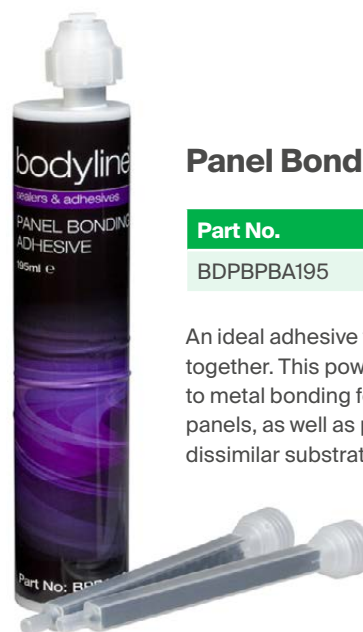 bodyline
sealers & adhesives
PANEL BONDING
ADHESIVE
195ml e
Part No:
Panel Bond
Part No.
BDPBPBA195
An ideal adhesive
together. This pow
to metal bonding f
panels, as well as p
dissimilar substrat